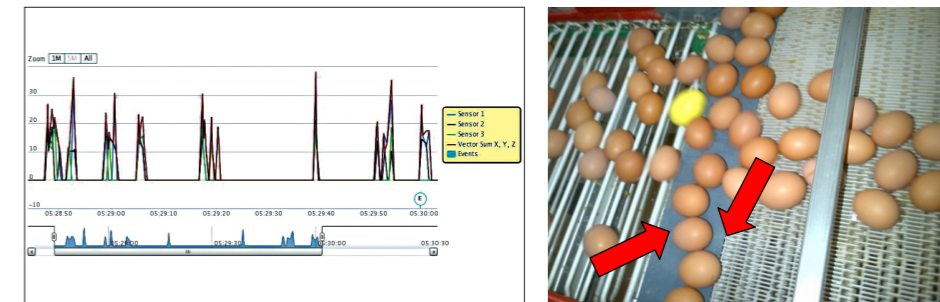 Zoom 1M 5M All
30
20
10
0
-10
Sensor 1
Sensor 2
Sensor 3
Vector Sum X, Y, Z
Events
E
05:28:50 05:29:00 05:29:10 05:29:20 05:29:30 05:29:40 05:29:50 05:30:00
05:29:00 05:29:30 05:30:00 05:30:30